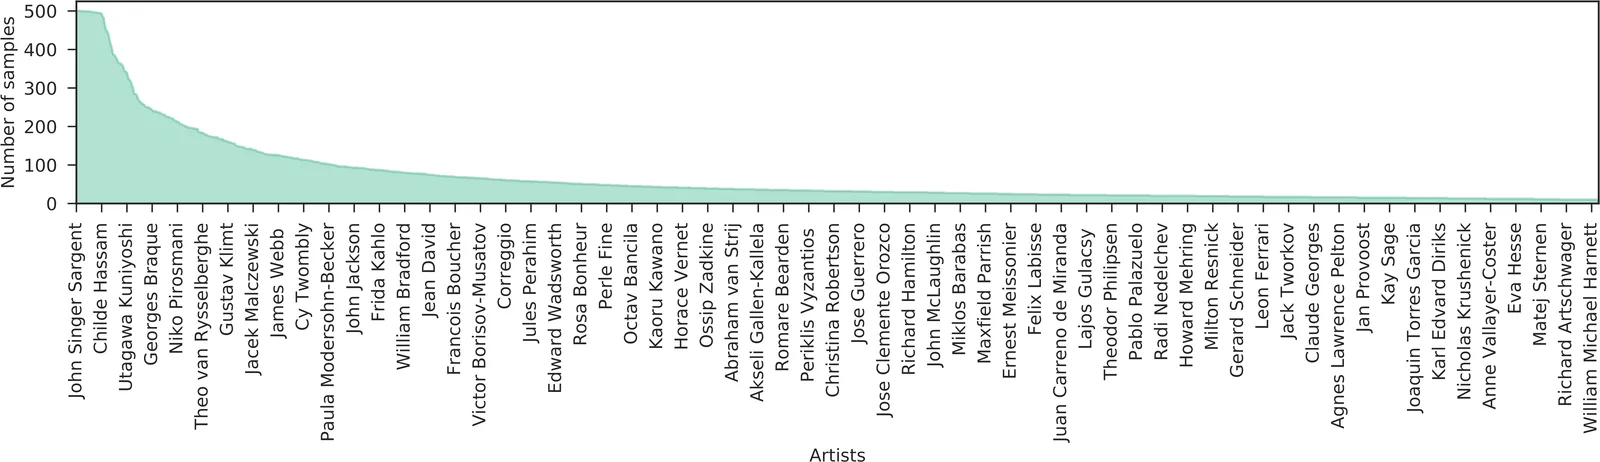 Number of samples
500
400
300
200
100
0
John Singer Sargent
Childe Hassam
Utagawa Kuniyoshi
Georges Braque
Niko Pirosmani
Theo van Rysselberghe
Gustav Klimt
Jacek Malczewski
James Webb
Cy Twombly
Paula Modersohn-Becker
John Jackson
Frida Kahlo
William Bradford
Jean David
Francois Boucher
Victor Borisov-Musatov
Correggio
Jules Perahim
Edward Wadsworth
Rosa Bonheur
Perle Fine
Octav Bancila
Kaoru Kawano
Horace Vernet
Ossip Zadkine
Abraham van Strij
Akseli Gallen-Kallela
Romare Bearden
Periklis Vyzantios
Christina Robertson
Jose Guerrero
Jose Clemente Orozco
Richard Hamilton
John McLaughlin
Miklos Barabas
Maxfield Parrish
Ernest Meissonier
Felix Labisse
Juan Carreno de Miranda
Lajos Gulacsy
Theodor Philipsen
Pablo Palazuelo
Radi Nedelchev
Howard Mehring
Milton Resnick
Gerard Schneider
Leon Ferrari
Jack Tworkov
Claude Georges
Agnes Lawrence Pelton
Jan Provoost
Kay Sage
Joaquin Torres Garcia
Karl Edvard Diriks
Nicholas Krushenick
Anne Vallayer-Coster
Eva Hesse
Matej Sternen
Richard Artschwager
William Michael Harnett
Artists